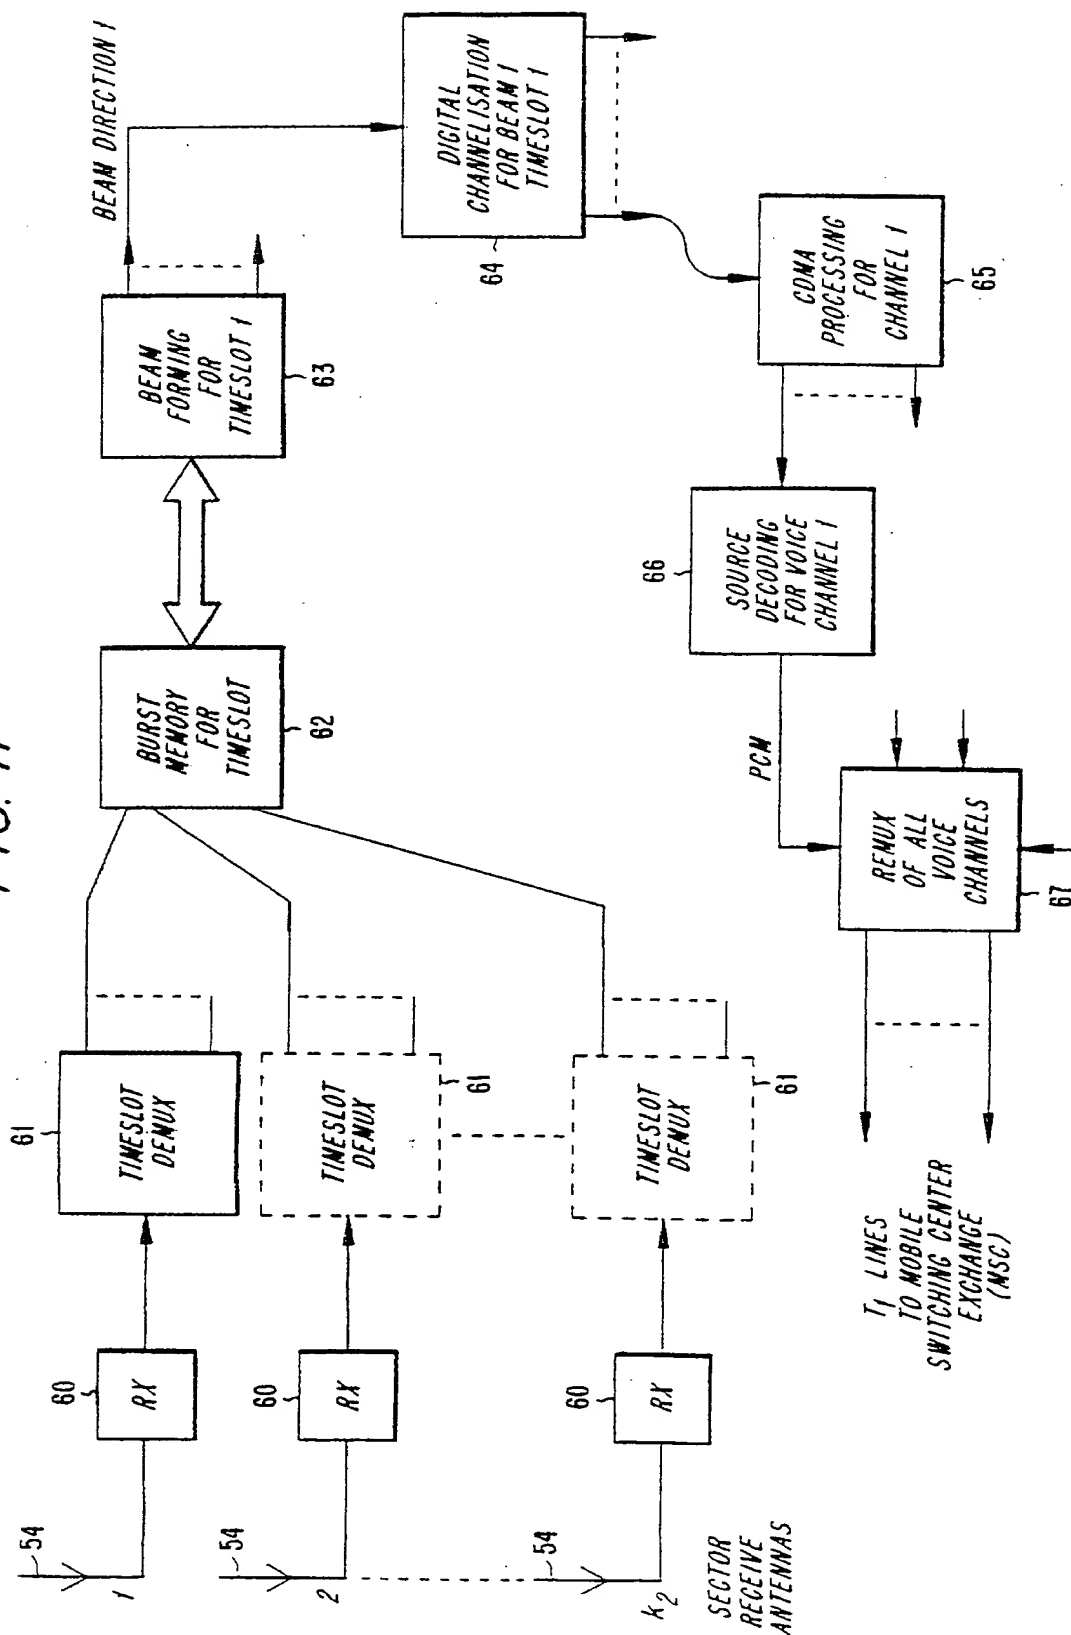 54
1
54
2
54
k2
SECTOR
RECEIVE
ANTENNAS
60
RX
60
RX
60
RX
61
TIMESLOT
DEMUX
TIMESLOT
DEMUX
61
TIMESLOT
DEMUX
61
BURST
MEMORY
FOR
TIMESLOT
62
BEAM
FORMING
FOR
TIMESLOT 1
63
BEAM DIRECTION 1
DIGITAL
CHANNELISATION
FOR BEAM 1
TIMESLOT 1
64
CDMA
PROCESSING
FOR
CHANNEL 1
65
66
SOURCE
DECODING
FOR VOICE
CHANNEL 1
PCM
REMUX
OF ALL
VOICE
CHANNELS
67
T1 LINES
TO MOBILE
SWITCHING CENTER
EXCHANGE
(MSC)